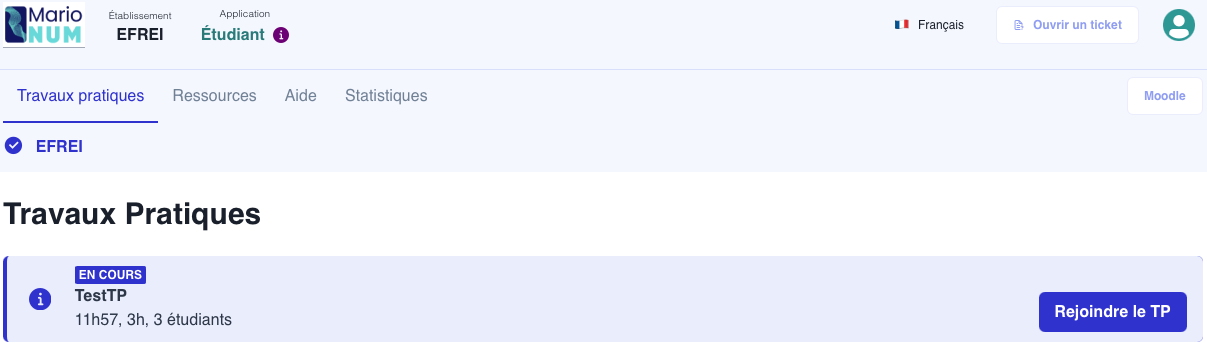 Mario
NUM
Établissement
EFREI
Application
Étudiant
Français
Ouvrir un ticket
Travaux pratiques
Ressources
Aide
Statistiques
Moodle
EFREI
Travaux Pratiques
EN COURS
TestTP
11h57, 3h, 3 étudiants
Rejoindre le TP